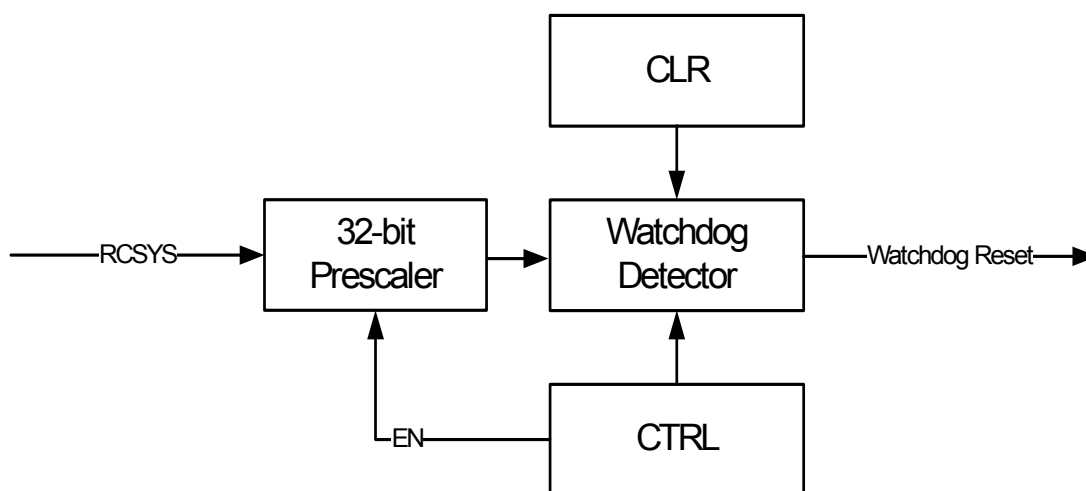 CLR
RCSYS
32-bit
Prescaler
Watchdog
Detector
Watchdog Reset
EN
CTRL